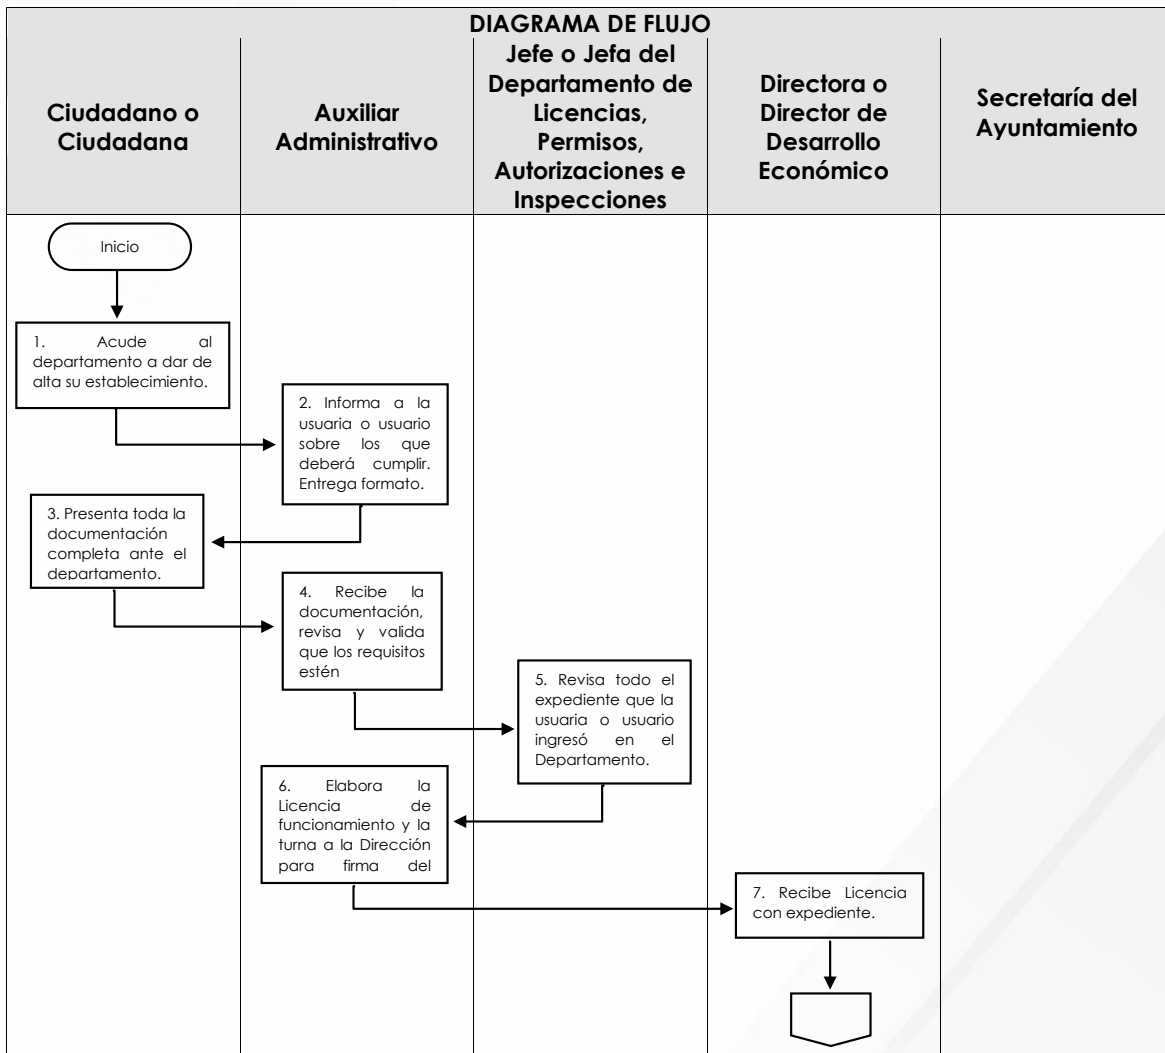 DIAGRAMA DE FLUJO
Ciudadano o
Ciudadana
Auxiliar
Administrativo
Jefe o Jefa del
Departamento de
Licencias,
Permisos,
Autorizaciones e
Inspecciones
Directora o
Director de
Desarrollo
Económico
Secretaría del
Ayuntamiento
Inicio
1. Acude al
departamento a dar de
alta su establecimiento.
2. Informa a la
usuaria o usuario
sobre los que
deberá cumplir.
Entrega formato.
3. Presenta toda la
documentación
completa ante el
departamento.
4. Recibe la
documentación,
revisa y valida
que los requisitos
estén
5. Revisa todo el
expediente que la
usuaria o usuario
ingresó en el
Departamento.
6. Elabora la
Licencia de
funcionamiento y la
turna a la Dirección
para firma del
7. Recibe Licencia
con expediente.